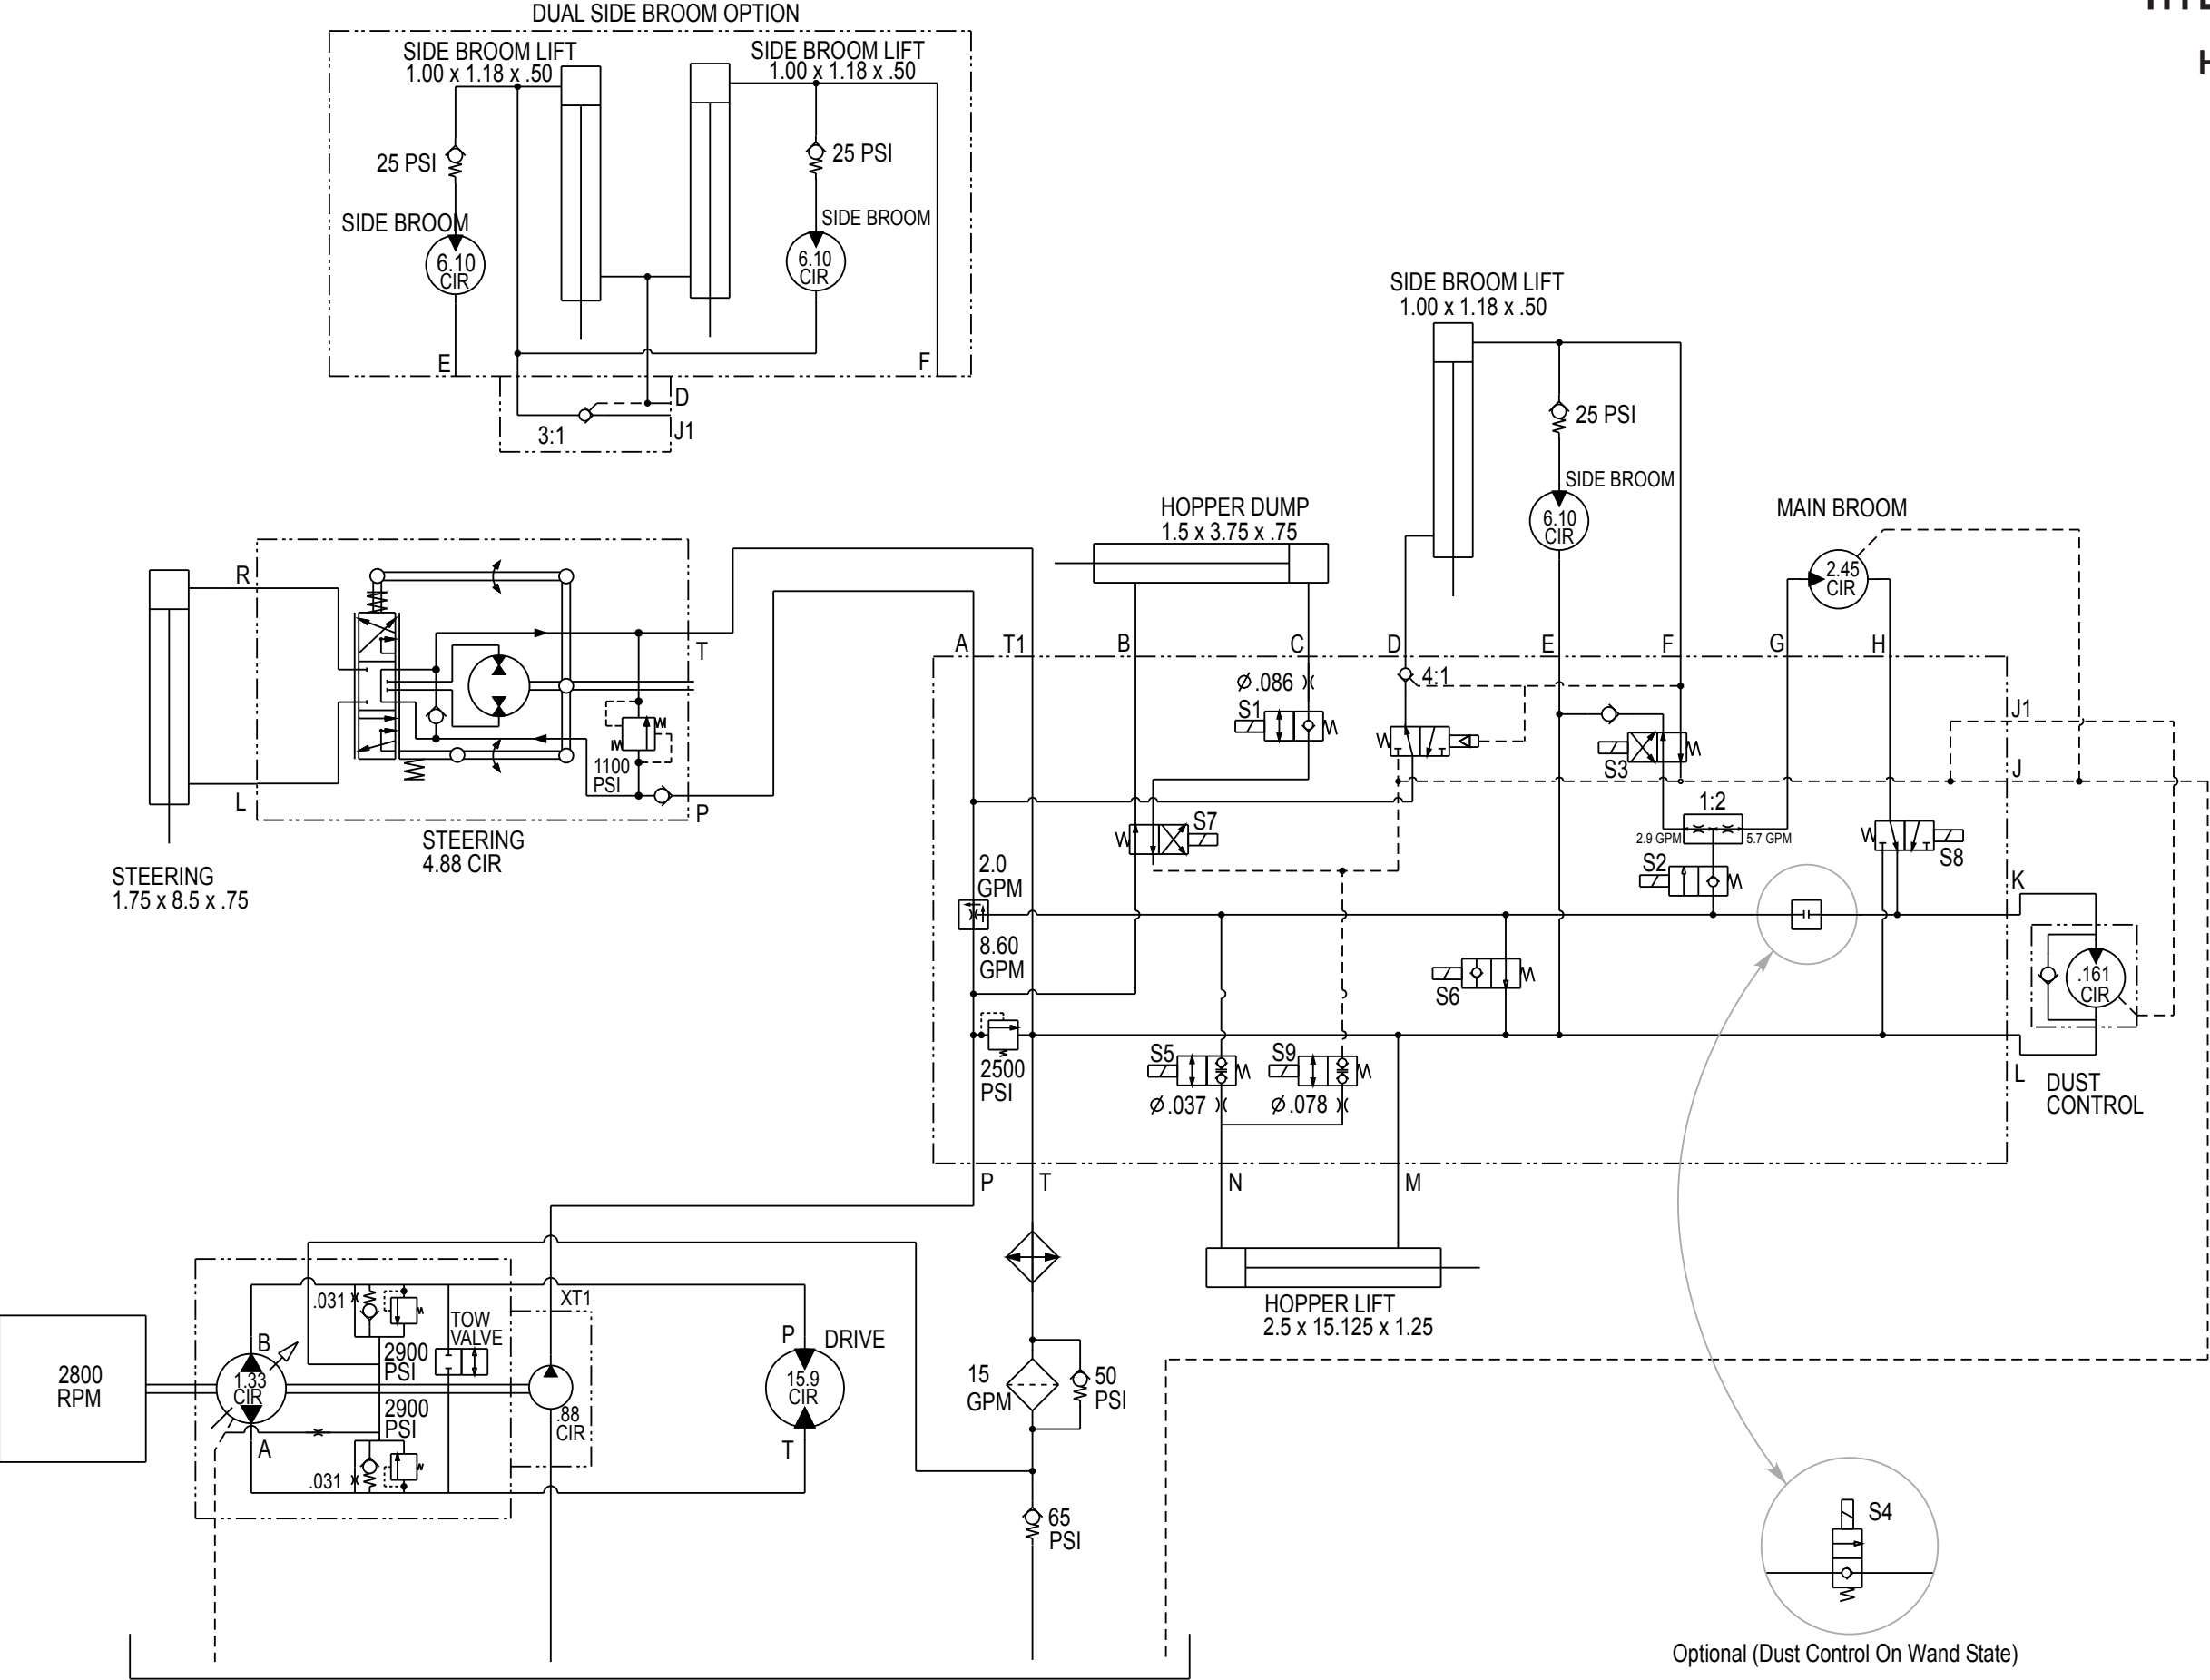 DUAL SIDE BROOM OPTION
SIDE BROOM LIFT
1.00 x 1.18 x .50
SIDE BROOM LIFT
1.00 x 1.18 x .50
25 PSI
25 PSI
SIDE BROOM
SIDE BROOM
6.10
CIR
6.10
CIR
E
F
D
J1
3:1
SIDE BROOM LIFT
1.00 x 1.18 x .50
25 PSI
SIDE BROOM
6.10
CIR
HOPPER DUMP
1.5 x 3.75 x .75
MAIN BROOM
2.45
CIR
R
L
T
P
1100
PSI
STEERING
4.88 CIR
STEERING
1.75 x 8.5 x .75
A
T1
B
C
D
E
F
G
H
Ø.086
S1
4:1
S3
J1
J
1:2
2.9 GPM
5.7 GPM
S7
S2
S8
2.0
GPM
8.60
GPM
K
S6
.161
CIR
2500
PSI
S5
S9
Ø.037
Ø.078
L
DUST
CONTROL
P
T
N
M
HOPPER LIFT
2.5 x 15.125 x 1.25
2800
RPM
B
1.33
CIR
A
.031
.031
2900
PSI
2900
PSI
TOW
VALVE
XT1
.88
CIR
P
DRIVE
15.9
CIR
T
15
GPM
50
PSI
65
PSI
S4
Optional (Dust Control On Wand State)